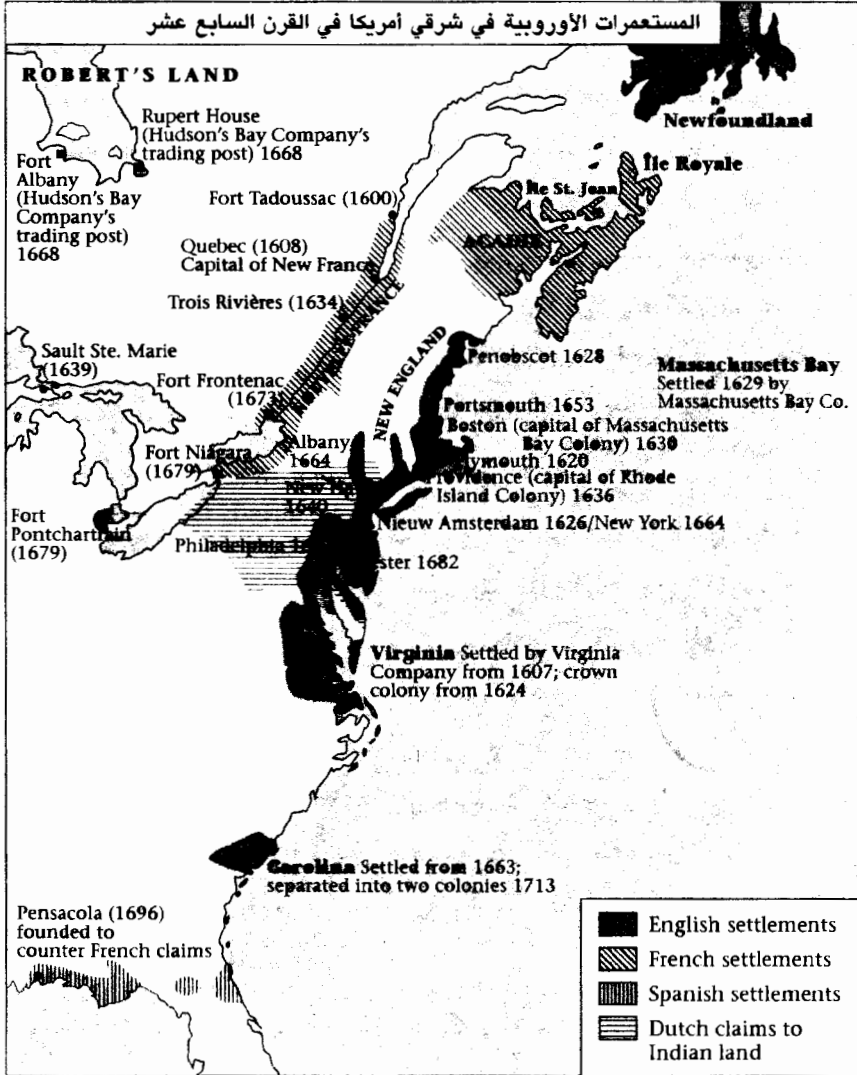 المستعمرات الأوروبية في شرقي أمريكا في القرن السابع عشر
ROBERT'S LAND
Rupert House
(Hudson's Bay Company's
trading post) 1668
Fort
Albany
(Hudson's Bay
Company's
trading post)
1668
Newfoundland
Île Royale
Île St. Jean
ACADIE
Fort Tadoussac (1600)
Quebec (1608)
Capital of New France
Trois Rivières (1634)
NOUVELLE FRANCE
NEW ENGLAND
Sault Ste. Marie
(1639)
Fort Frontenac
(1673)
Fort Niagara
(1679)
Fort
Pontchartrain
(1679)
Penobscot 1628
Massachusetts Bay
Settled 1629 by
Massachusetts Bay Co.
Portsmouth 1653
Boston (capital of Massachusetts
Bay Colony) 1630
Plymouth 1620
Providence (capital of Rhode
Island Colony) 1636
Albany
1664
New
1640
Nieuw Amsterdam 1626/New York 1664
Philadelphia
1682
Virginia Settled by Virginia
Company from 1607; crown
colony from 1624
Carolina Settled from 1663;
separated into two colonies 1713
Pensacola (1696)
founded to
counter French claims
English settlements
French settlements
Spanish settlements
Dutch claims to
Indian land